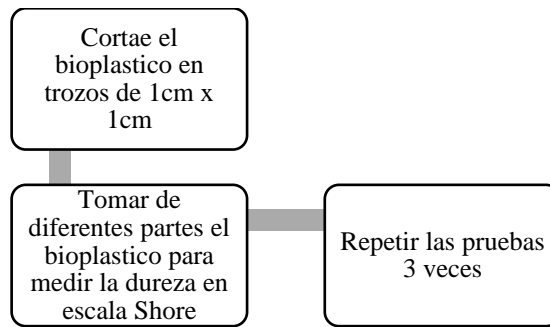 Cortae el
bioplastico en
trozos de 1cm x
1cm
Tomar de
diferentes partes el
bioplastico para
medir la dureza en
escala Shore
Repetir las pruebas
3 veces